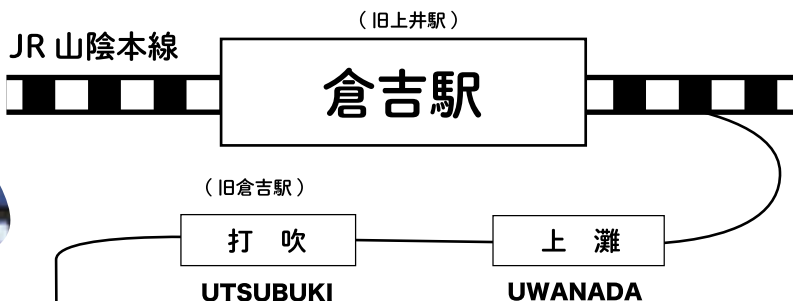 （旧上井駅）
JR 山陰本線
倉吉駅
（旧倉吉駅）
打　吹
上　灘
UTSUBUKI
UWANADA